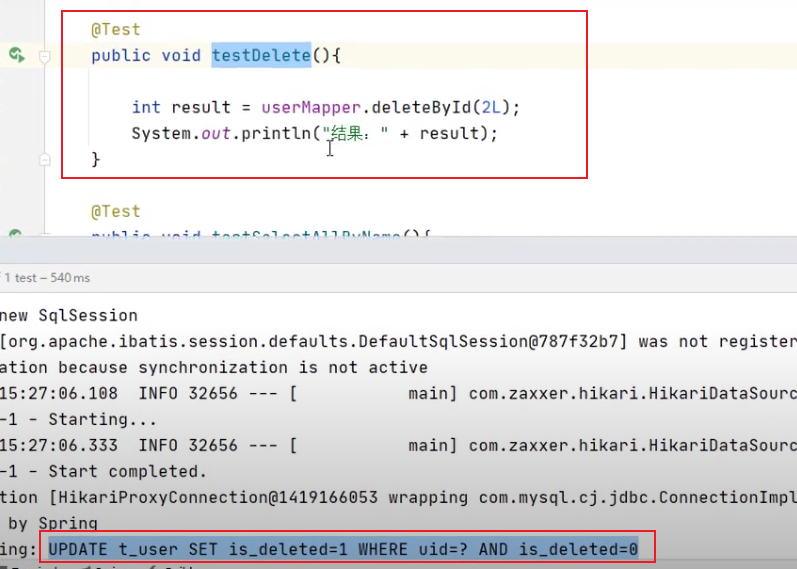 @Test
public void testDelete(){
int result = userMapper.deleteById(2L);
System.out.println("结果：" + result);
}
@Test
public void testSelectAllByName(){
1 test – 540 ms
new SqlSession
[org.apache.ibatis.session.defaults.DefaultSqlSession@787f32b7] was not register
ation because synchronization is not active
15:27:06.108  INFO 32656 --- [           main] com.zaxxer.hikari.HikariDataSourc
-1 - Starting...
15:27:06.333  INFO 32656 --- [           main] com.zaxxer.hikari.HikariDataSourc
-1 - Start completed.
tion [HikariProxyConnection@1419166053 wrapping com.mysql.cj.jdbc.ConnectionImpl
by Spring
ing: UPDATE t_user SET is_deleted=1 WHERE uid=? AND is_deleted=0